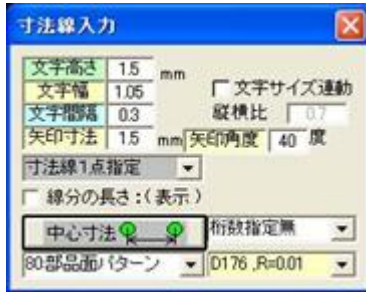 寸法線入力
文字高さ 1.5 mm
文字幅 1.05 文字サイズ連動
文字間隔 0.3 縦横比 0.7
矢印寸法 1.5 mm 矢印角度 40 度
寸法線1点指定
線分の長さ:(表示)
中心寸法 桁数指定無
80:部品面パターン D176 ,R=0.01